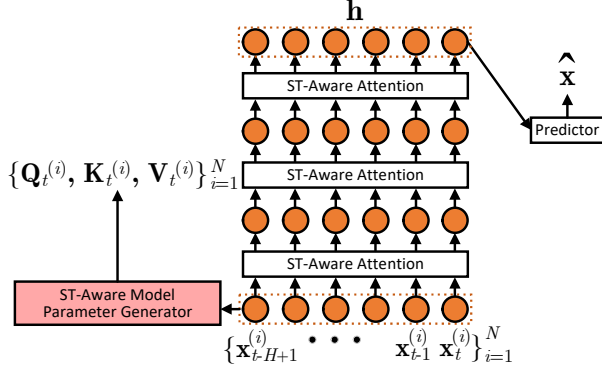 h
ST-Aware Attention
x̂
Predictor
ST-Aware Attention
{Q_t^{(i)}, K_t^{(i)}, V_t^{(i)}}_{i=1}^N
ST-Aware Attention
ST-Aware Model
Parameter Generator
{x_{t-H+1}^{(i)} • • • x_{t-1}^{(i)} x_t^{(i)}}_{i=1}^N